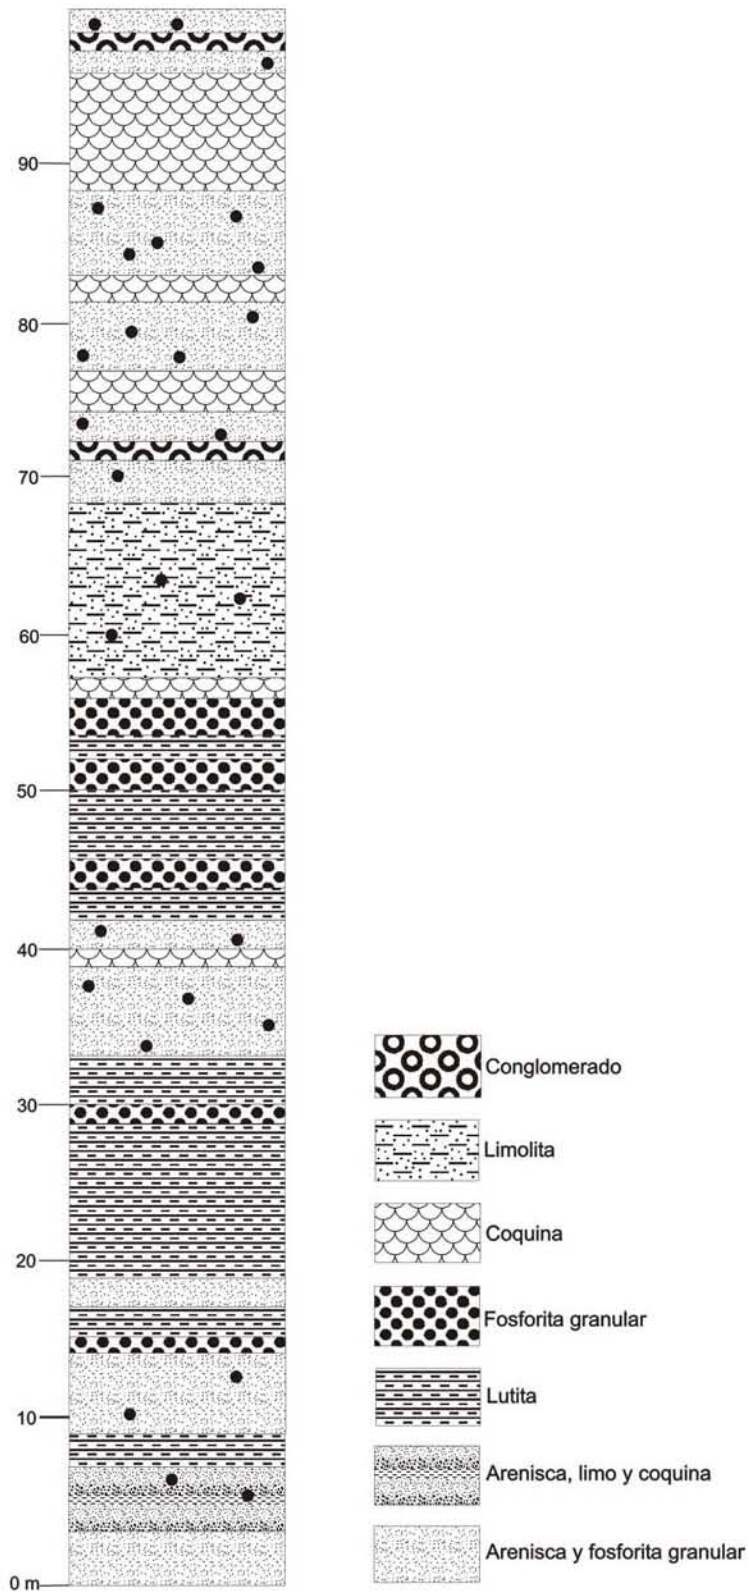 90
80
70
60
50
40
30
20
10
0 m
Conglomerado
Limolita
Coquina
Fosforita granular
Lutita
Arenisca, limo y coquina
Arenisca y fosforita granular